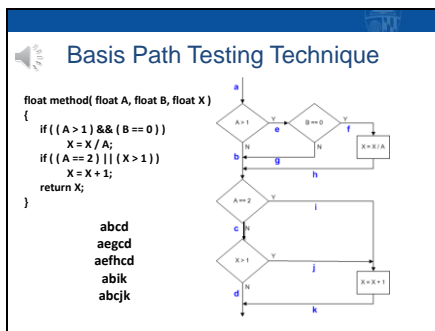 Basis Path Testing Technique
float method( float A, float B, float X )
{
if ( ( A > 1 ) && ( B == 0 ) )
X = X / A;
if ( ( A == 2 ) || ( X > 1 ) )
X = X + 1;
return X;
}
abcd
aegcd
aefhcd
abik
abcjk
a
A > 1
Y
e
B == 0
Y
f
N
N
X = X / A
b
g
h
A == 2
Y
i
c
N
X > 1
Y
j
d
N
X = X + 1
k